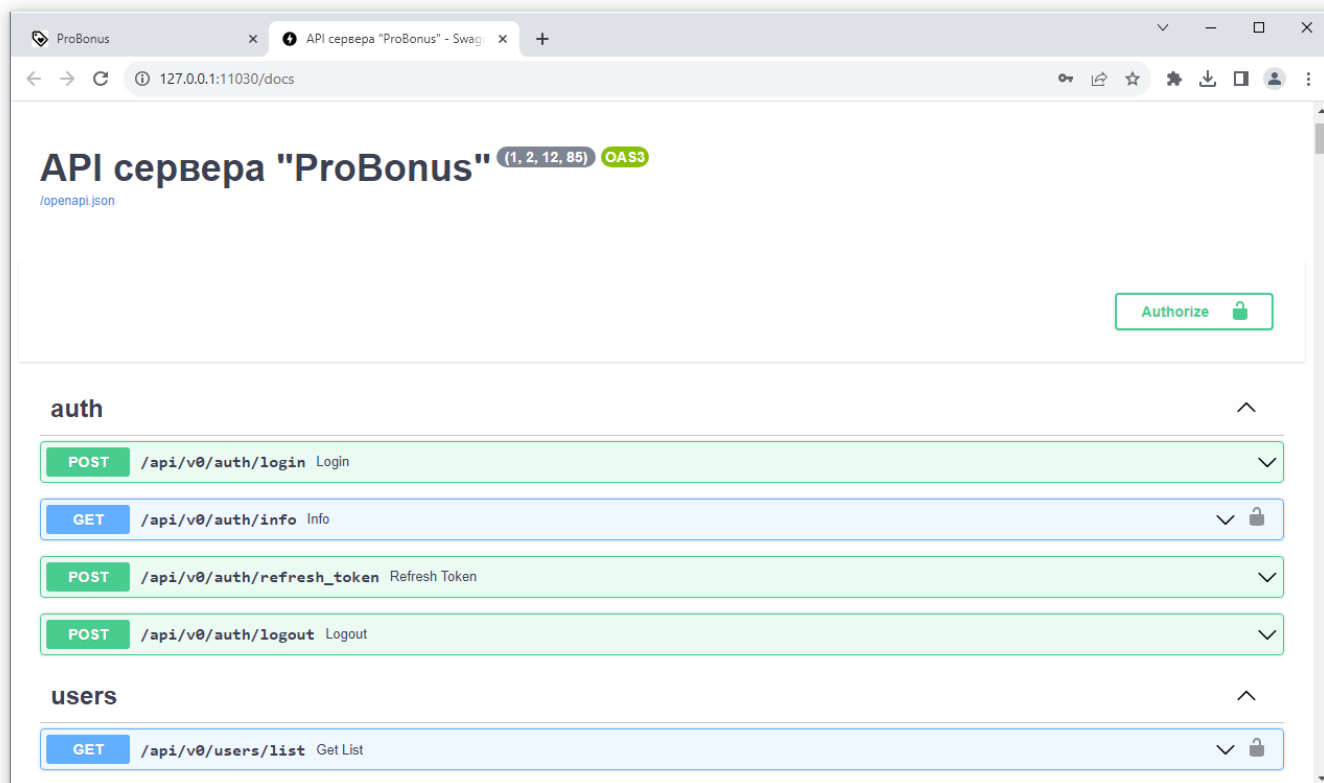 ProBonus
API сервера "ProBonus" - Swag
127.0.0.1:11030/docs
API сервера "ProBonus" (1, 2, 12, 85) OAS3
/openapi.json
Authorize
auth
POST /api/v0/auth/login Login
GET /api/v0/auth/info Info
POST /api/v0/auth/refresh_token Refresh Token
POST /api/v0/auth/logout Logout
users
GET /api/v0/users/list Get List